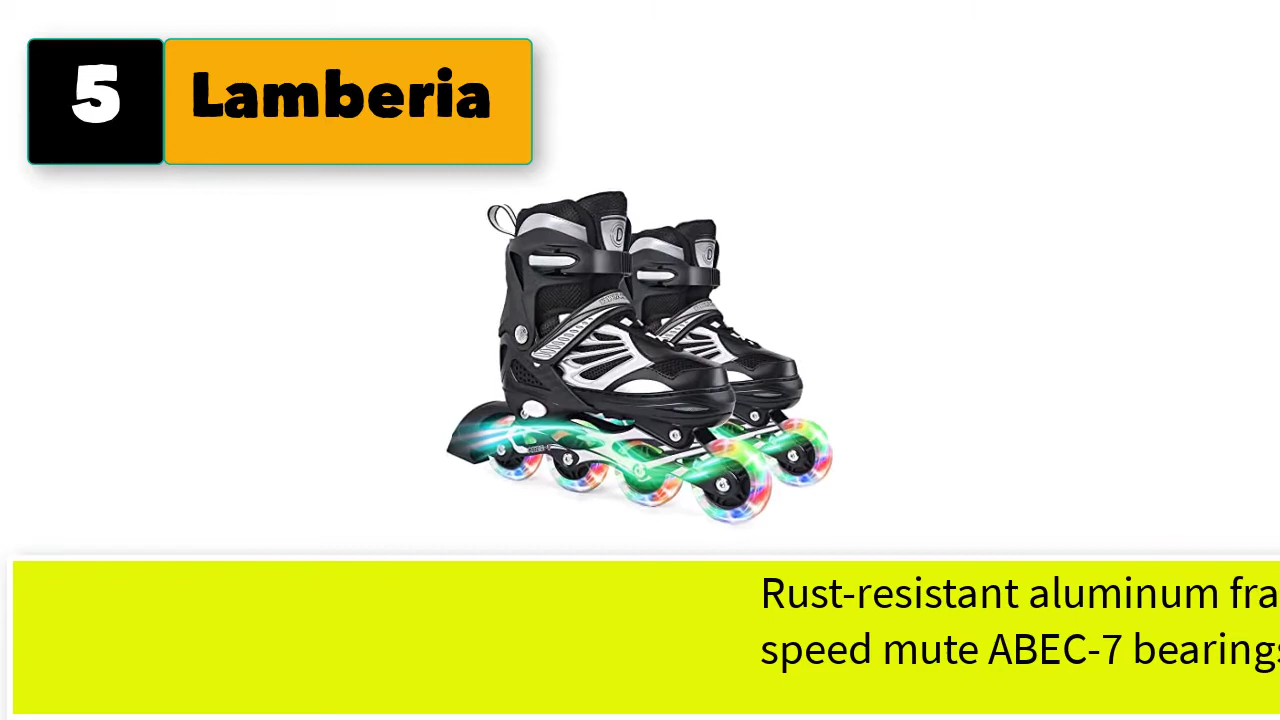 5 Lamberia
Rust-resistant aluminum fra
speed mute ABEC-7 bearings